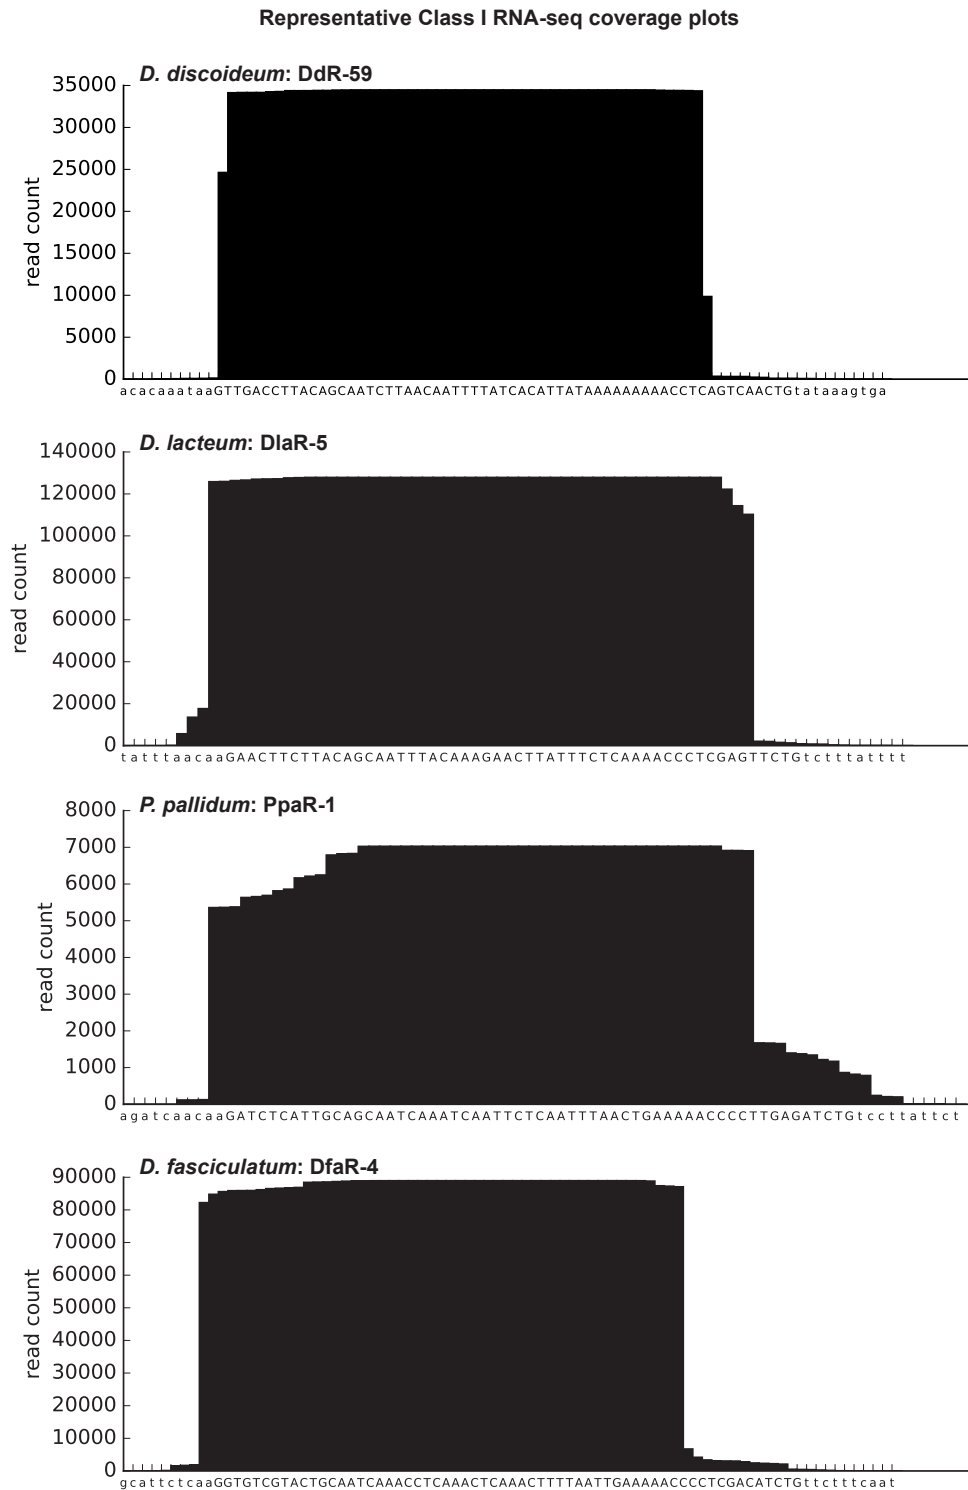 Representative Class I RNA-seq coverage plots
D. discoideum: DdR-59
35000
30000
25000
20000
15000
10000
5000
0
read count
acacaaataaGTTGACCTTACAGCAATCTTAACAATTTTATCACATTATAAAAAAAAACCTCAGTCAACTGtataaagtga
D. lacteum: DlaR-5
140000
120000
100000
80000
60000
40000
20000
0
read count
tatttaacaaGAACTTCTTACAGCAATTTACAAAGAACTTATTTCTCAAAACCCTCGAGTTCTGtctttatttt
P. pallidum: PpaR-1
8000
7000
6000
5000
4000
3000
2000
1000
0
read count
agatcaacaaGATCTCATTGCAGCAATCAAATCAATTCTCAATTTAACTGAAAAACCCCTTGAGATCTGtccttattct
D. fasciculatum: DfaR-4
90000
80000
70000
60000
50000
40000
30000
20000
10000
0
read count
gcattctcaaGGTGTCGTACTGCAATCAAACCTCAAACTCAAACTTTTAATTGAAAAACCCCTCGACATCTGttctttcaat